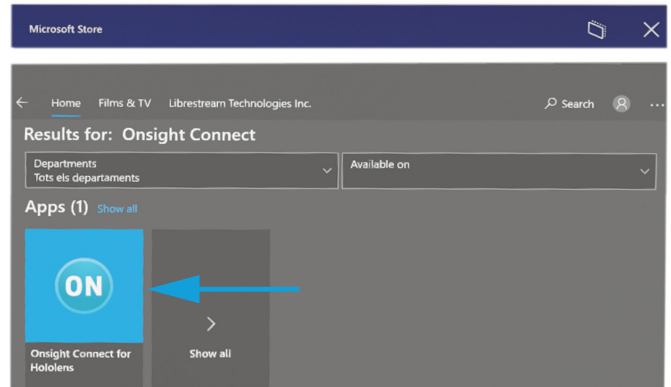 Microsoft Store
Home Films & TV Librestream Technologies Inc.
Search
Results for: Onsight Connect
Departments
Tots els departaments
Available on
Apps (1) Show all
ON
Onsight Connect for
Hololens
Show all